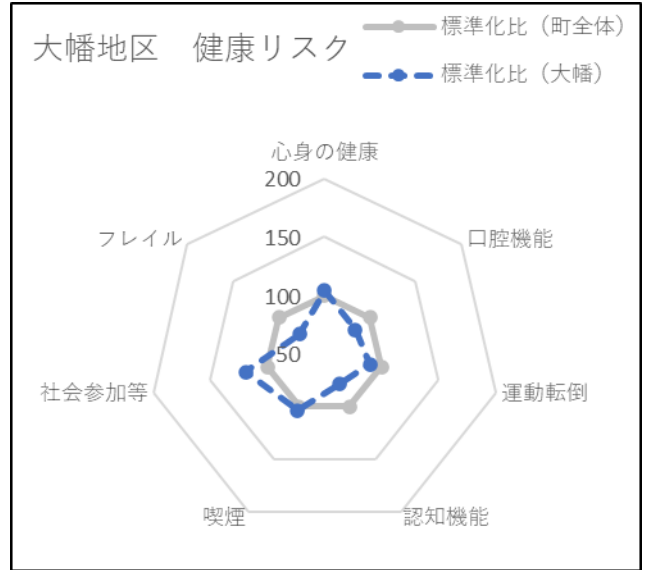 大幡地区　健康リスク
標準化比（町全体）
標準化比（大幡）
心身の健康
200
フレイル
150
口腔機能
100
50
社会参加等
運動転倒
喫煙
認知機能